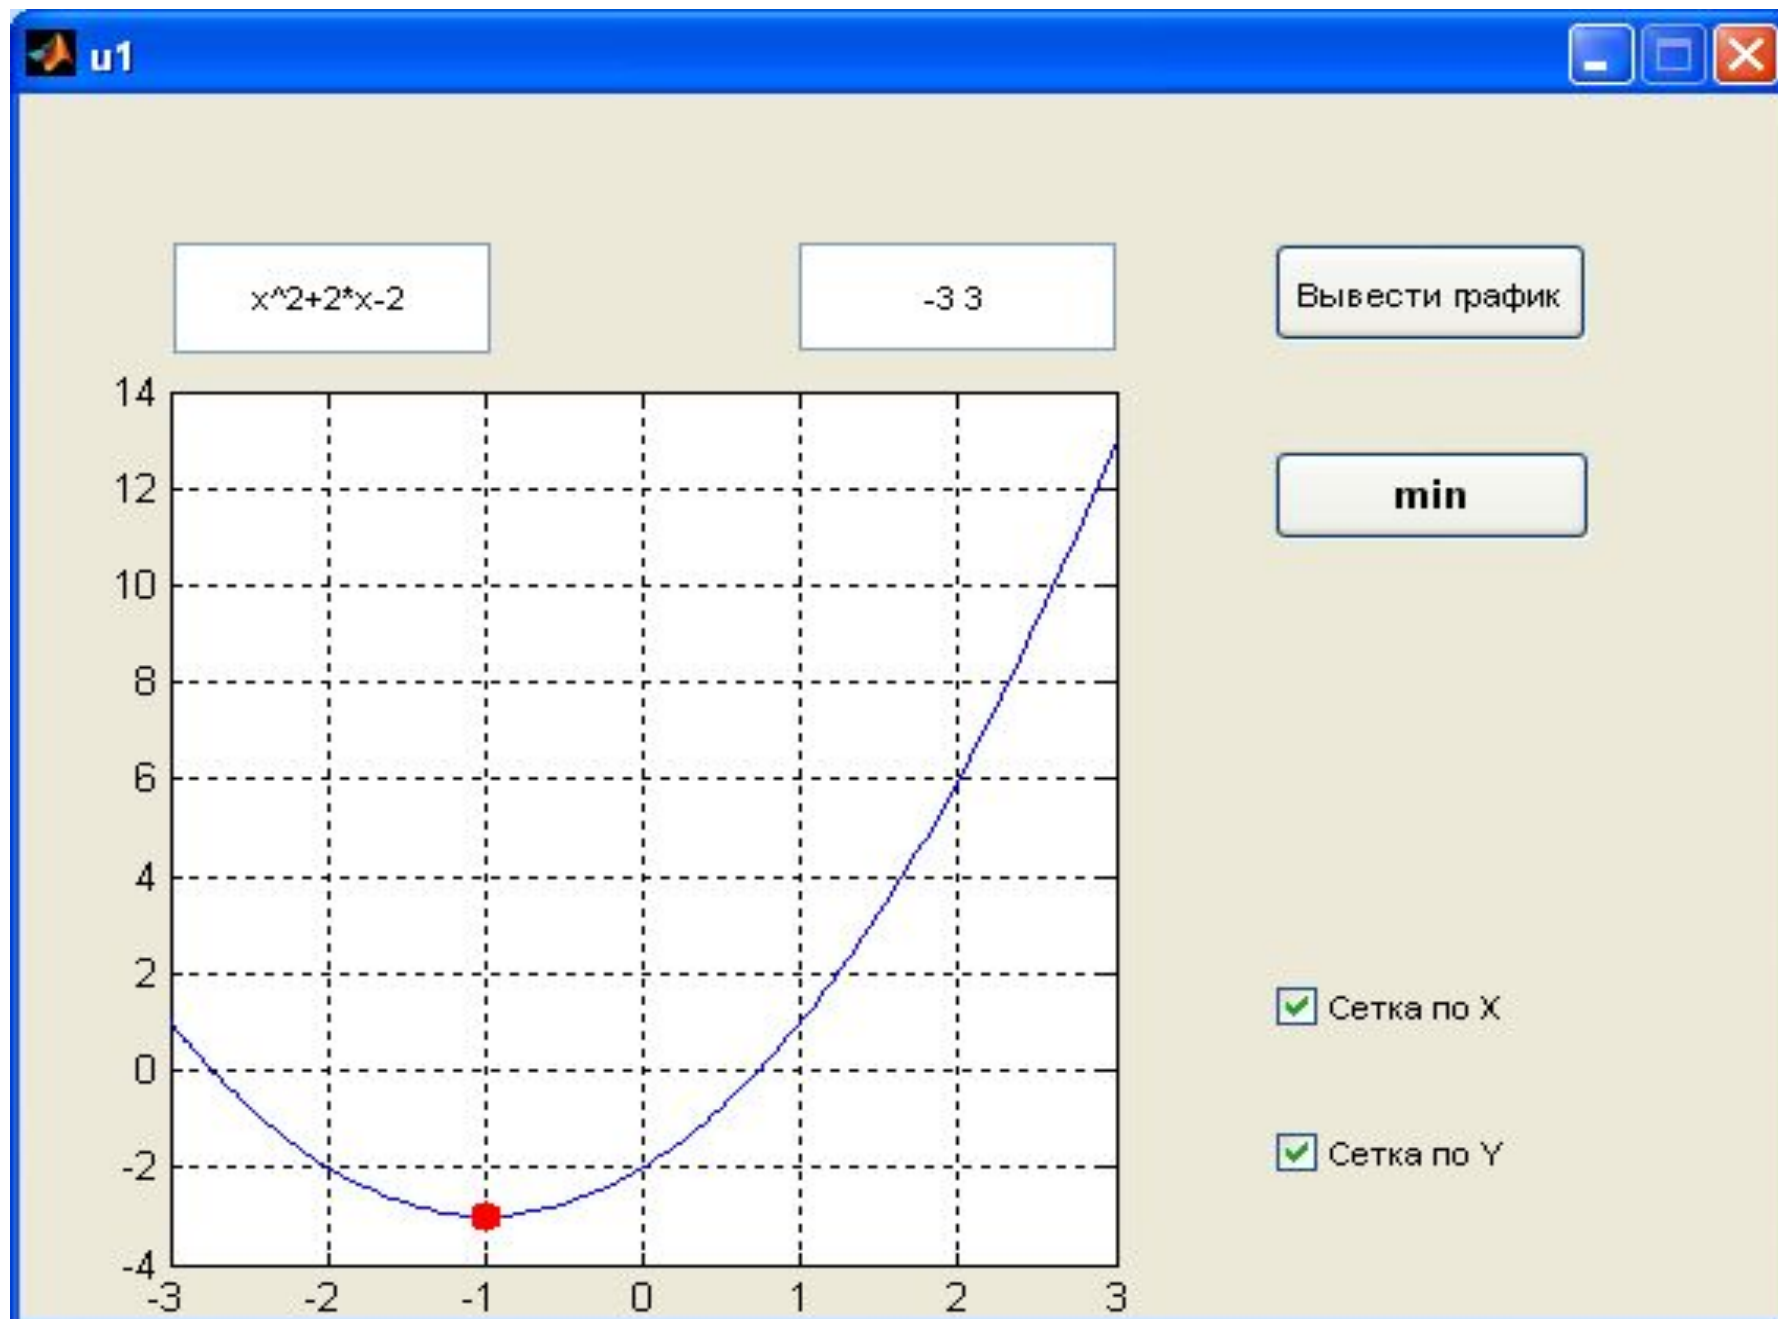 u1
x^2+2*x-2
-3 3
Вывести график
14
12
10
8
6
4
2
0
-2
-4
-3 -2 -1 0 1 2 3
min
Сетка по X
Сетка по Y